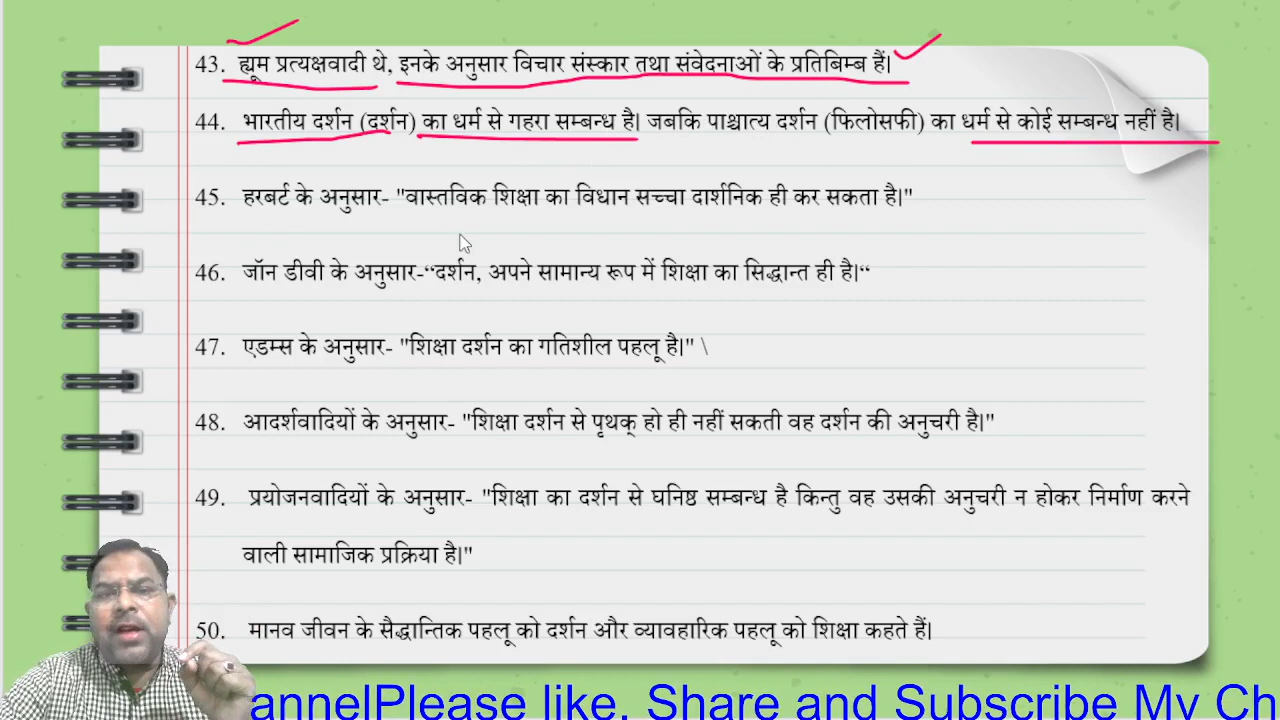 43. ह्यूम प्रत्यक्षवादी थे, इनके अनुसार विचार संस्कार तथा संवेदनाओं के प्रतिबिम्ब हैं।
44. भारतीय दर्शन (दर्शन) का धर्म से गहरा सम्बन्ध है। जबकि पाश्चात्य दर्शन (फिलोसफी) का धर्म से कोई सम्बन्ध नहीं है।
45. हरबर्ट के अनुसार- "वास्तविक शिक्षा का विधान सच्चा दार्शनिक ही कर सकता है।"
46. जॉन डीवी के अनुसार-“दर्शन, अपने सामान्य रूप में शिक्षा का सिद्धान्त ही है।“
47. एडम्स के अनुसार- "शिक्षा दर्शन का गतिशील पहलू है।" \
48. आदर्शवादियों के अनुसार- "शिक्षा दर्शन से पृथक् हो ही नहीं सकती वह दर्शन की अनुचरी है।"
49. प्रयोजनवादियों के अनुसार- "शिक्षा का दर्शन से घनिष्ठ सम्बन्ध है किन्तु वह उसकी अनुचरी न होकर निर्माण करने
वाली सामाजिक प्रक्रिया है।"
50. मानव जीवन के सैद्धान्तिक पहलू को दर्शन और व्यावहारिक पहलू को शिक्षा कहते हैं।
annelPlease like, Share and Subscribe My Ch